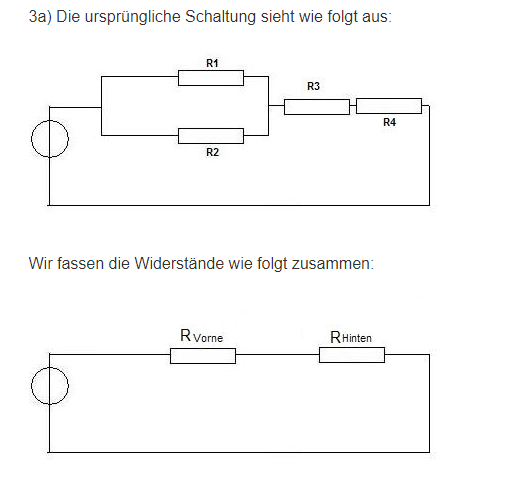 3a) Die ursprüngliche Schaltung sieht wie folgt aus:
R1
R3
R4
R2
Wir fassen die Widerstände wie folgt zusammen:
R Vorne
R Hinten